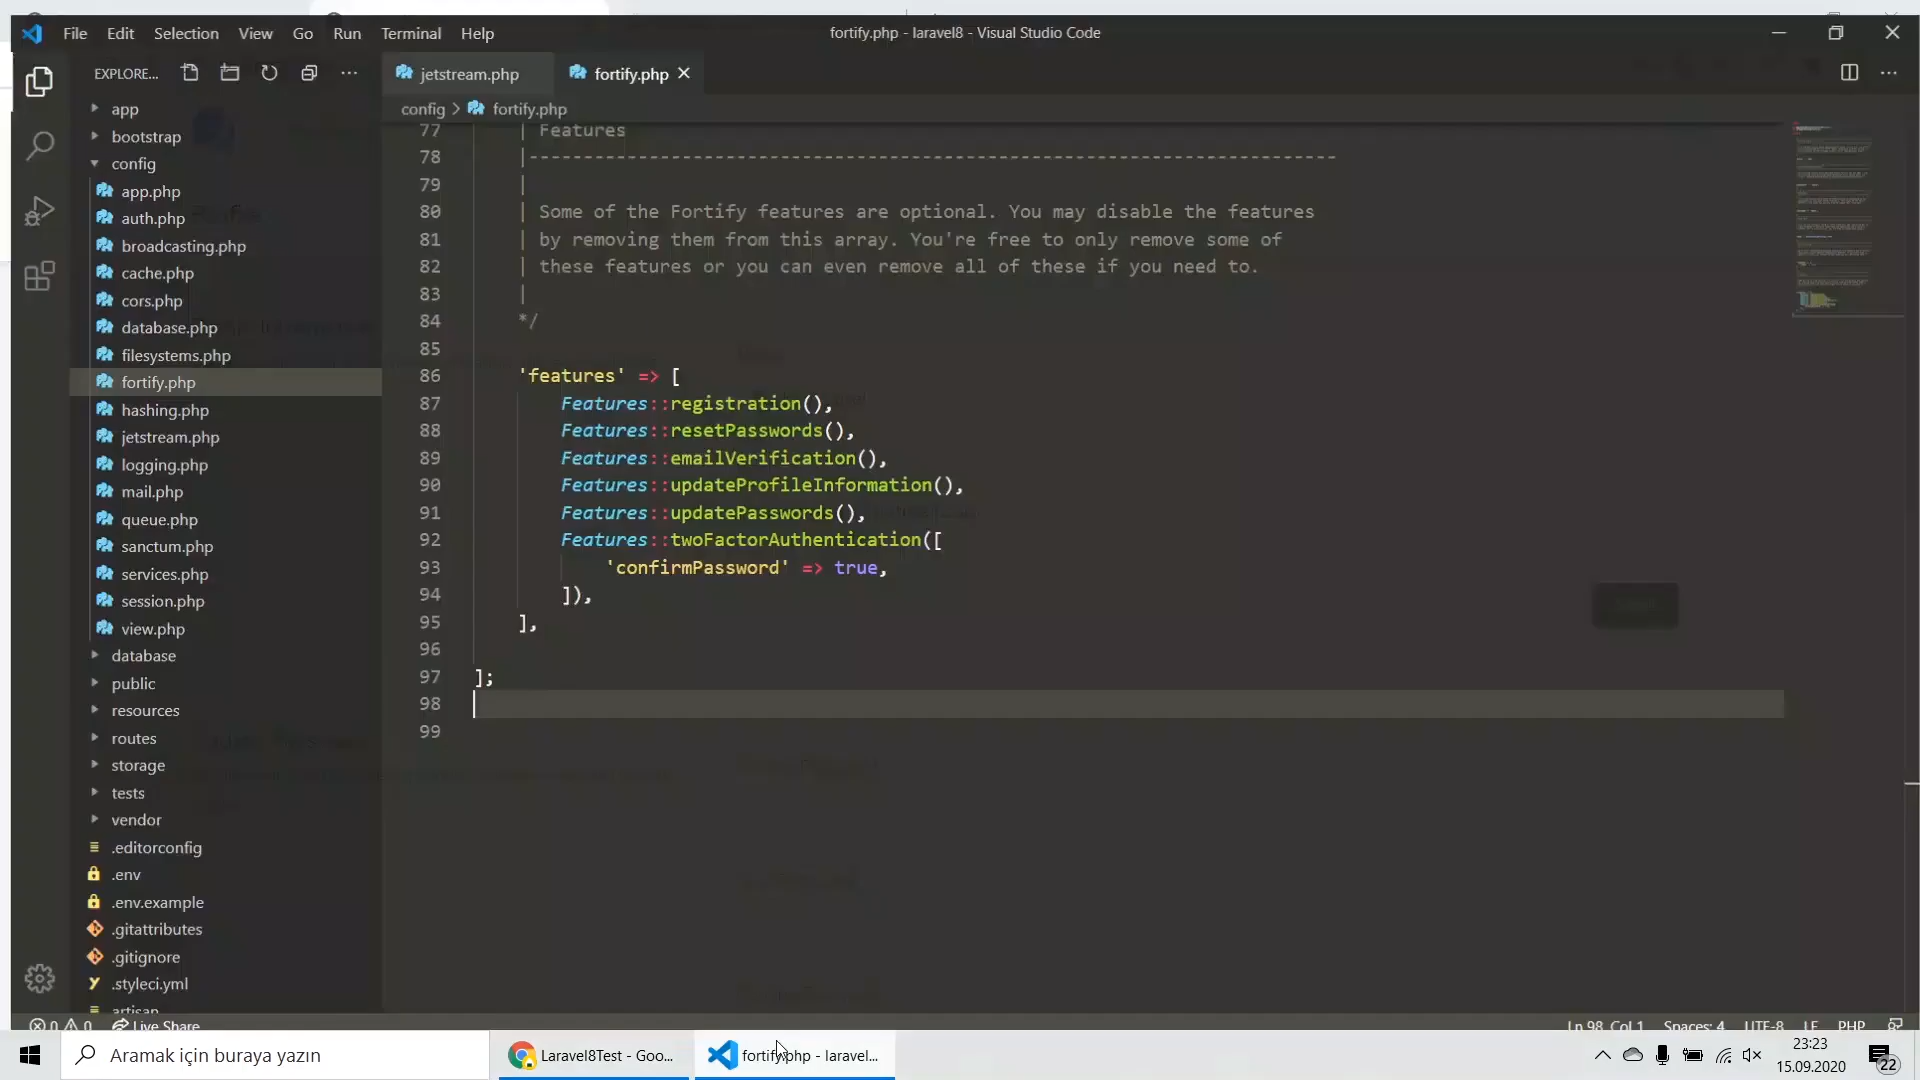 File Edit Selection View Go Run Terminal Help
fortify.php - laravel8 - Visual Studio Code
EXPLORE...
app
bootstrap
config
app.php
auth.php
broadcasting.php
cache.php
cors.php
database.php
filesystems.php
fortify.php
hashing.php
jetstream.php
logging.php
mail.php
queue.php
sanctum.php
services.php
session.php
view.php
database
public
resources
routes
storage
tests
vendor
.editorconfig
.env
.env.example
.gitattributes
.gitignore
.styleci.yml
artisan
jetstream.php
fortify.php
config > fortify.php
77 | Features
78 |--------------------------------------------------------------------------
79 |
80 | Some of the Fortify features are optional. You may disable the features
81 | by removing them from this array. You're free to only remove some of
82 | these features or you can even remove all of these if you need to.
83 |
84 */
85
86 'features' => [
87 Features::registration(),
88 Features::resetPasswords(),
89 Features::emailVerification(),
90 Features::updateProfileInformation(),
91 Features::updatePasswords(),
92 Features::twoFactorAuthentication([
93 'confirmPassword' => true,
94 ]),
95 ],
96
97 ];
98
99
0 0 Live Share
Ln 98, Col 1 Spaces: 4 UTF-8 LF PHP
Aramak için buraya yazın
Laravel8Test - Goo...
fortify.php - laravel...
23:23
15.09.2020
22